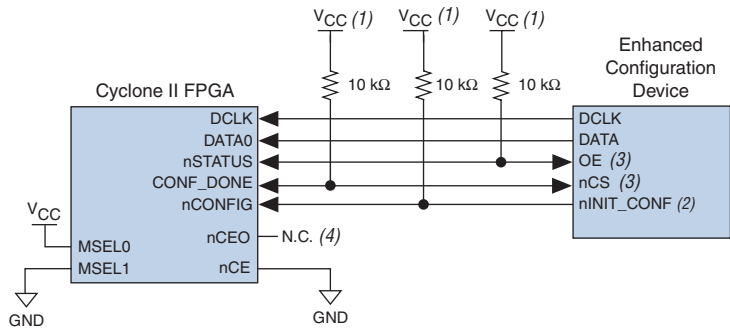 VCC (1)
VCC (1)
VCC (1)
10 kΩ
10 kΩ
10 kΩ
Cyclone II FPGA
Enhanced
Configuration
Device
DCLK
DATA0
nSTATUS
CONF_DONE
nCONFIG
nCEO
nCE
VCC
MSEL0
MSEL1
GND
N.C. (4)
GND
DCLK
DATA
OE (3)
nCS (3)
nINIT_CONF (2)